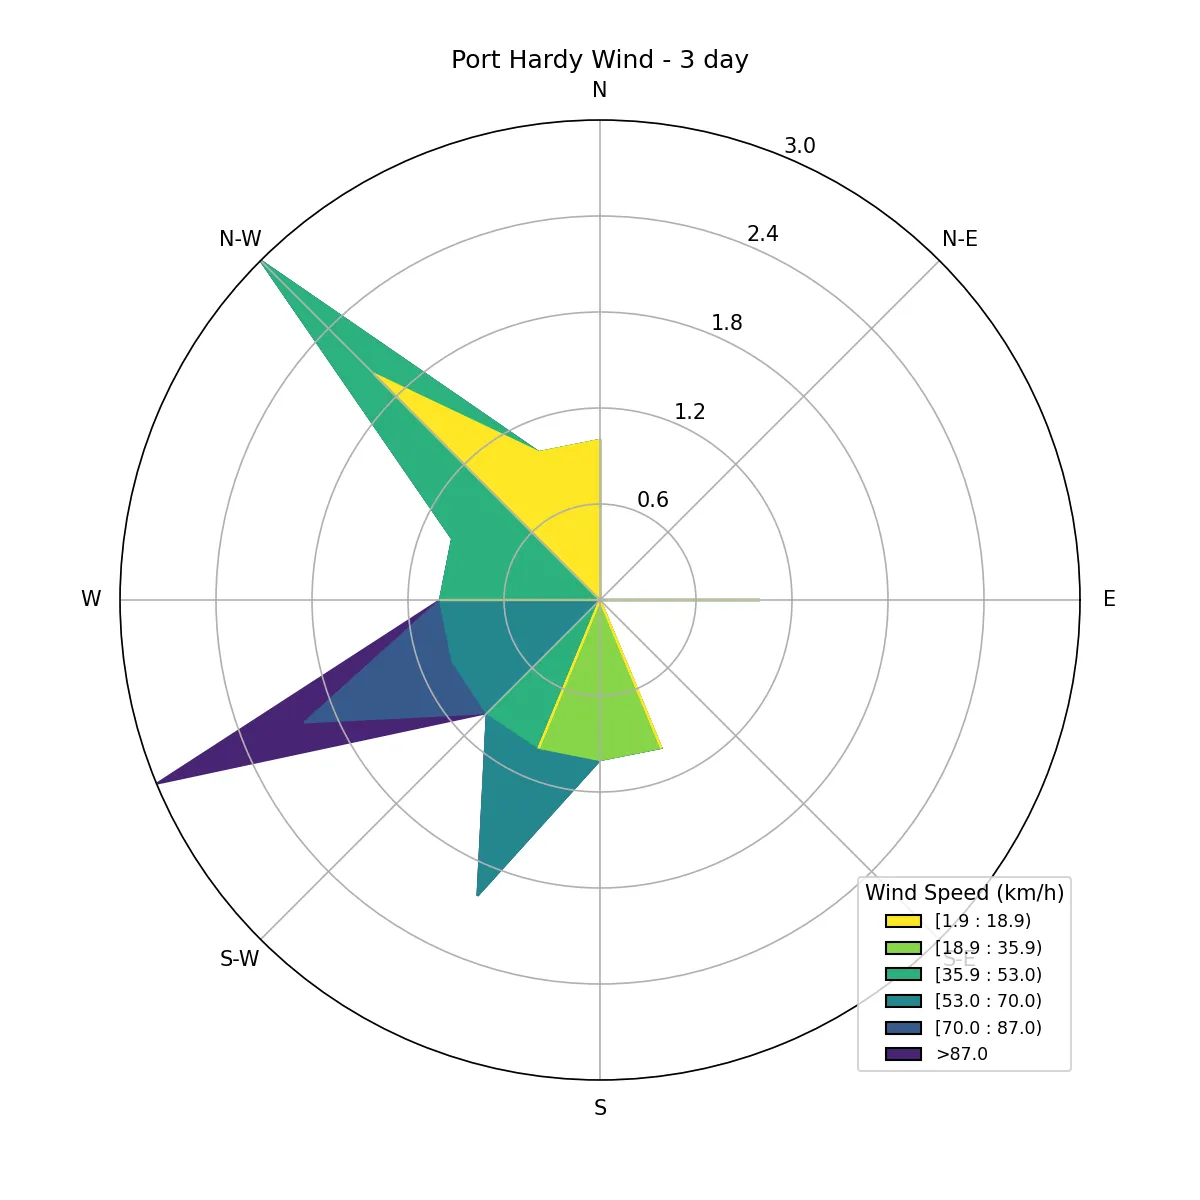 Port Hardy Wind - 3 day
N
3.0
N-W
N-E
2.4
1.8
1.2
0.6
W
E
S-W
S-E
S
Wind Speed (km/h)
[1.9 : 18.9)
[18.9 : 35.9)
[35.9 : 53.0)
[53.0 : 70.0)
[70.0 : 87.0)
>87.0